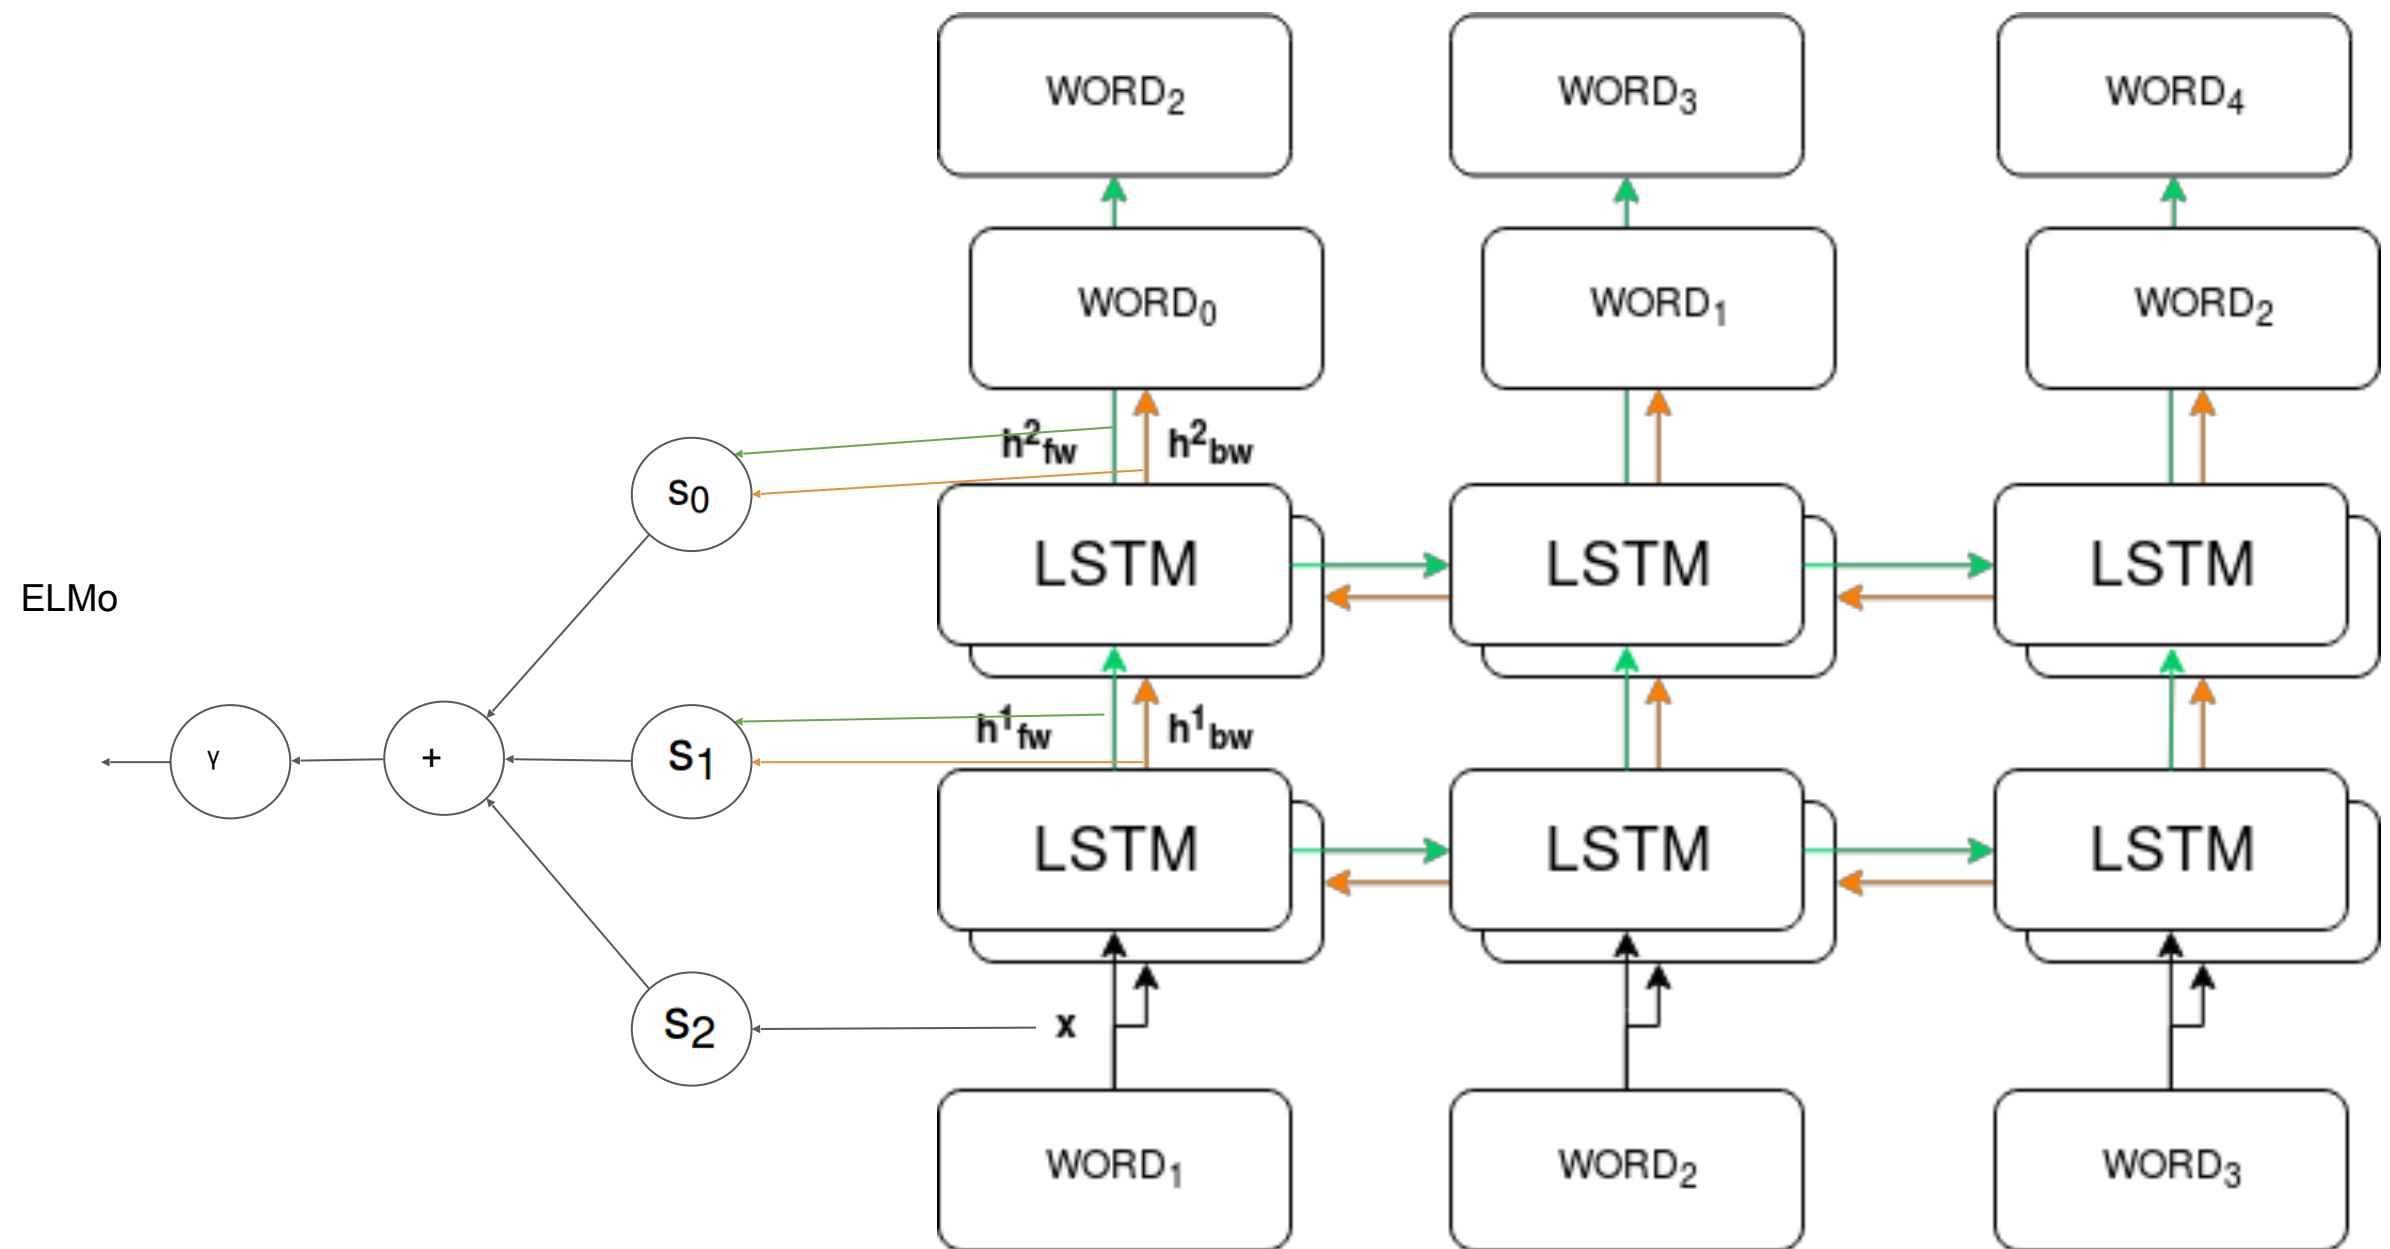 WORD₂ WORD₃ WORD₄
WORD₀ WORD₁ WORD₂
h²fw h²bw
s₀
LSTM LSTM LSTM
ELMo
h¹fw h¹bw
γ + s₁
LSTM LSTM LSTM
s₂ x
WORD₁ WORD₂ WORD₃